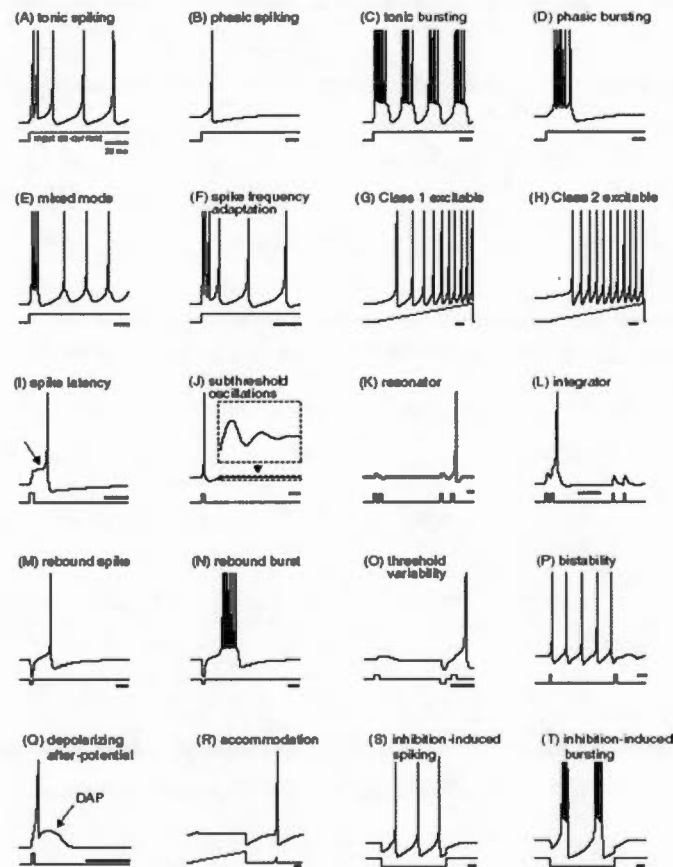 (A) tonic spiking
(B) phasic spiking
(C) tonic bursting
(D) phasic bursting
input dc-current
20 ms
(E) mixed mode
(F) spike frequency
adaptation
(G) Class 1 excitable
(H) Class 2 excitable
(I) spike latency
(J) subthreshold
oscillations
(K) resonator
(L) integrator
(M) rebound spike
(N) rebound burst
(O) threshold
variability
(P) bistability
(Q) depolarizing
after-potential
DAP
(R) accommodation
(S) inhibition-induced
spiking
(T) inhibition-induced
bursting